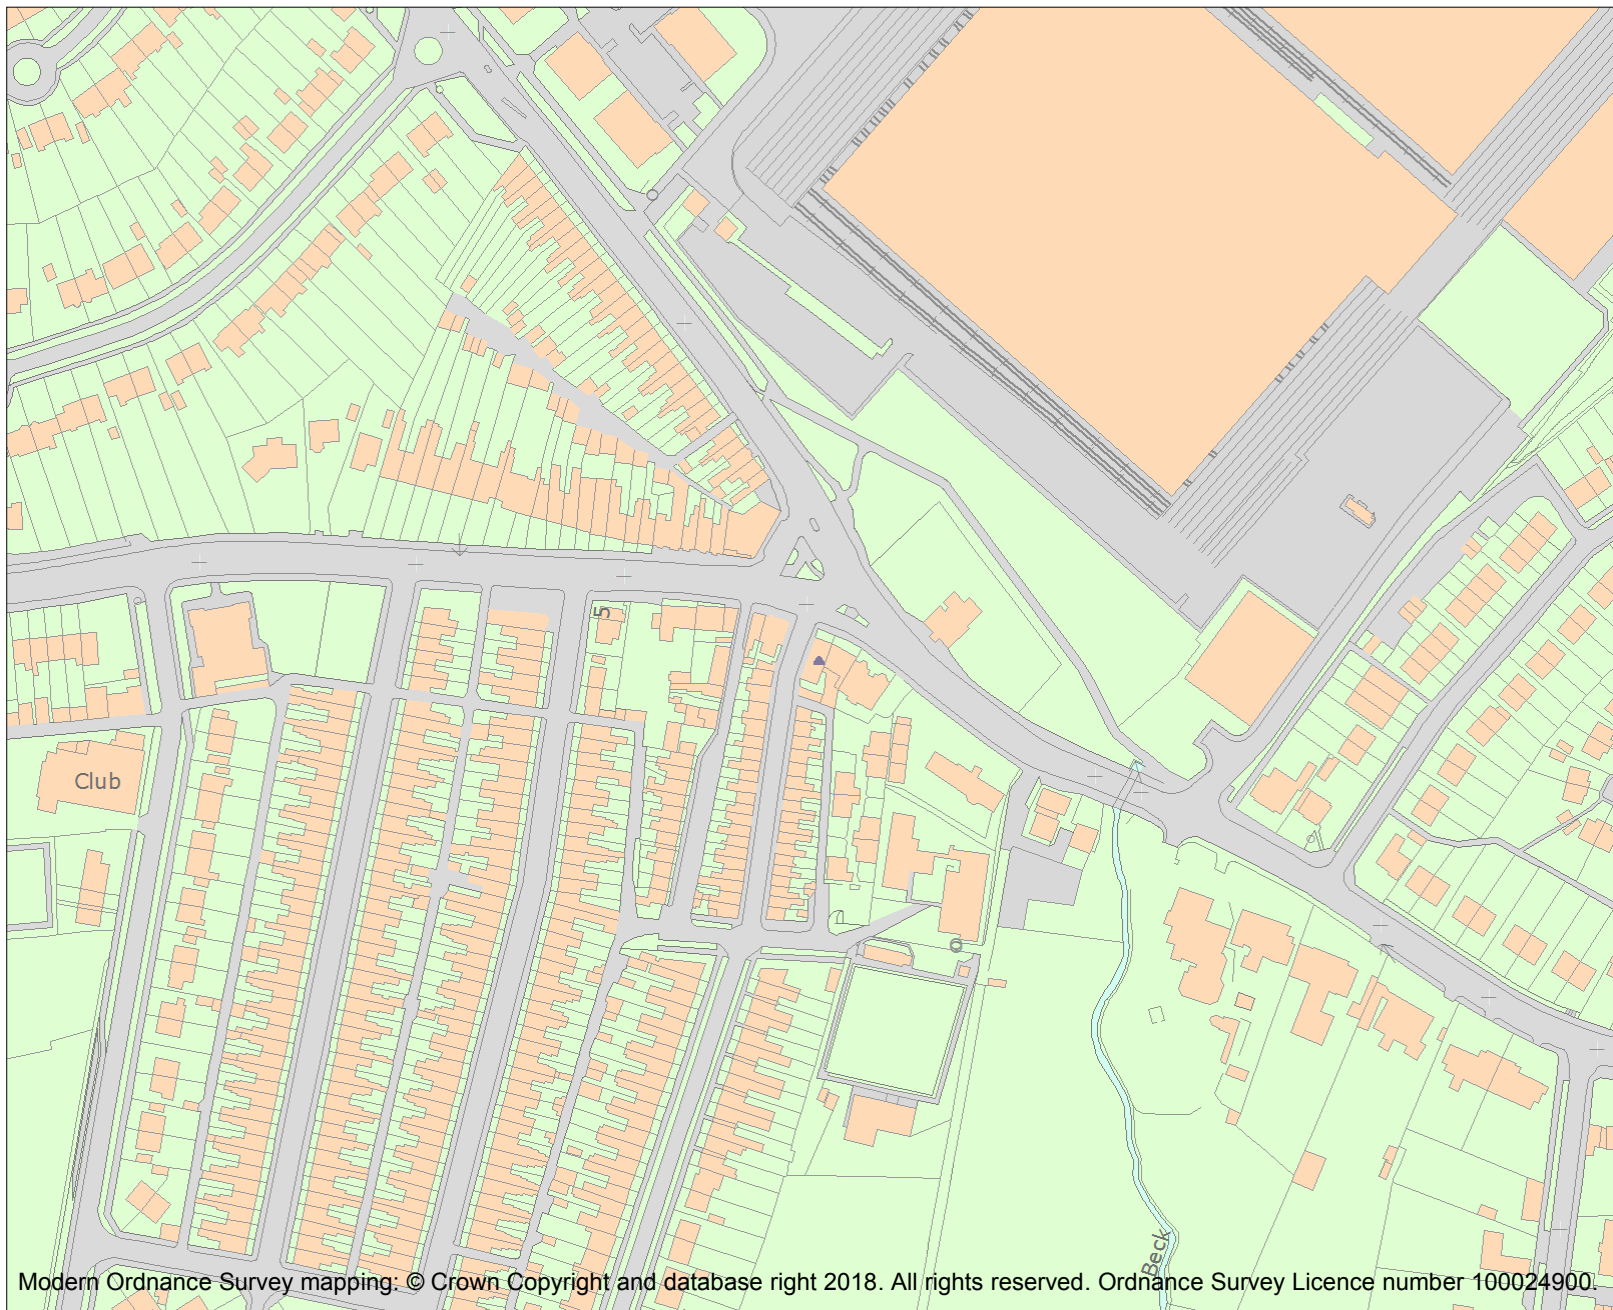 5
Club
Beck
Modern Ordnance Survey mapping: © Crown Copyright and database right 2018. All rights reserved. Ordnance Survey Licence number 100024900.